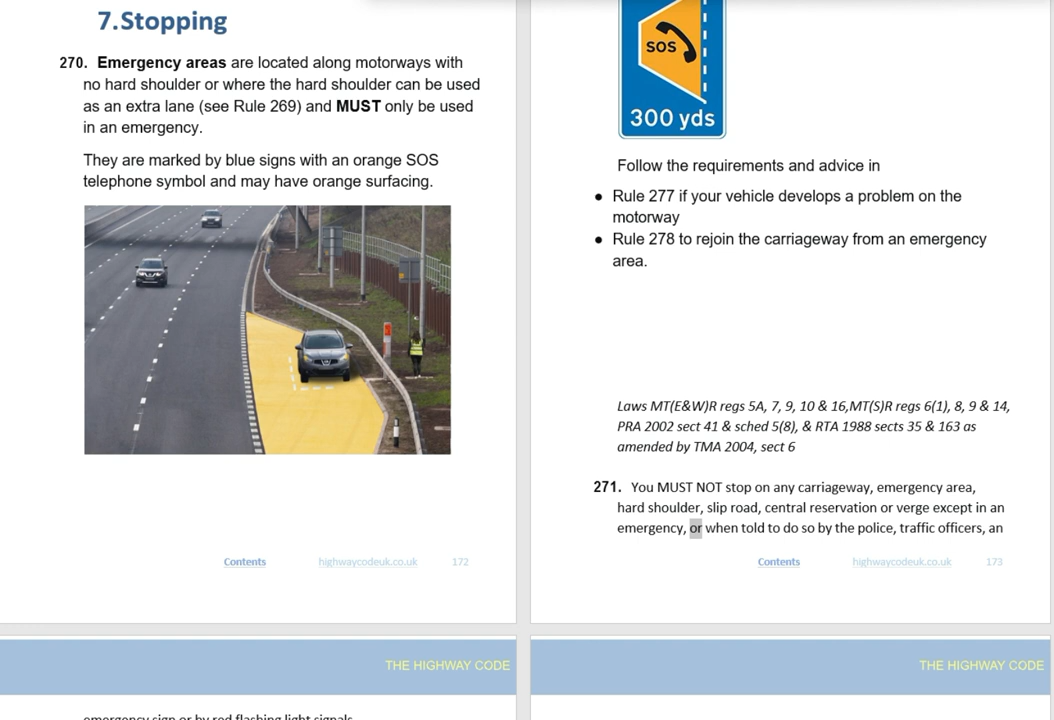 7.Stopping
270. Emergency areas are located along motorways with
no hard shoulder or where the hard shoulder can be used
as an extra lane (see Rule 269) and MUST only be used
in an emergency.
They are marked by blue signs with an orange SOS
telephone symbol and may have orange surfacing.
Contents highwaycodeuk.co.uk 172
SOS
300 yds
Follow the requirements and advice in
● Rule 277 if your vehicle develops a problem on the
motorway
● Rule 278 to rejoin the carriageway from an emergency
area.
Laws MT(E&W)R regs 5A, 7, 9, 10 & 16,MT(S)R regs 6(1), 8, 9 & 14,
PRA 2002 sect 41 & sched 5(8), & RTA 1988 sects 35 & 163 as
amended by TMA 2004, sect 6
271. You MUST NOT stop on any carriageway, emergency area,
hard shoulder, slip road, central reservation or verge except in an
emergency, or when told to do so by the police, traffic officers, an
Contents highwaycodeuk.co.uk 173
THE HIGHWAY CODE
emergency sign or by red flashing light signals.
THE HIGHWAY CODE